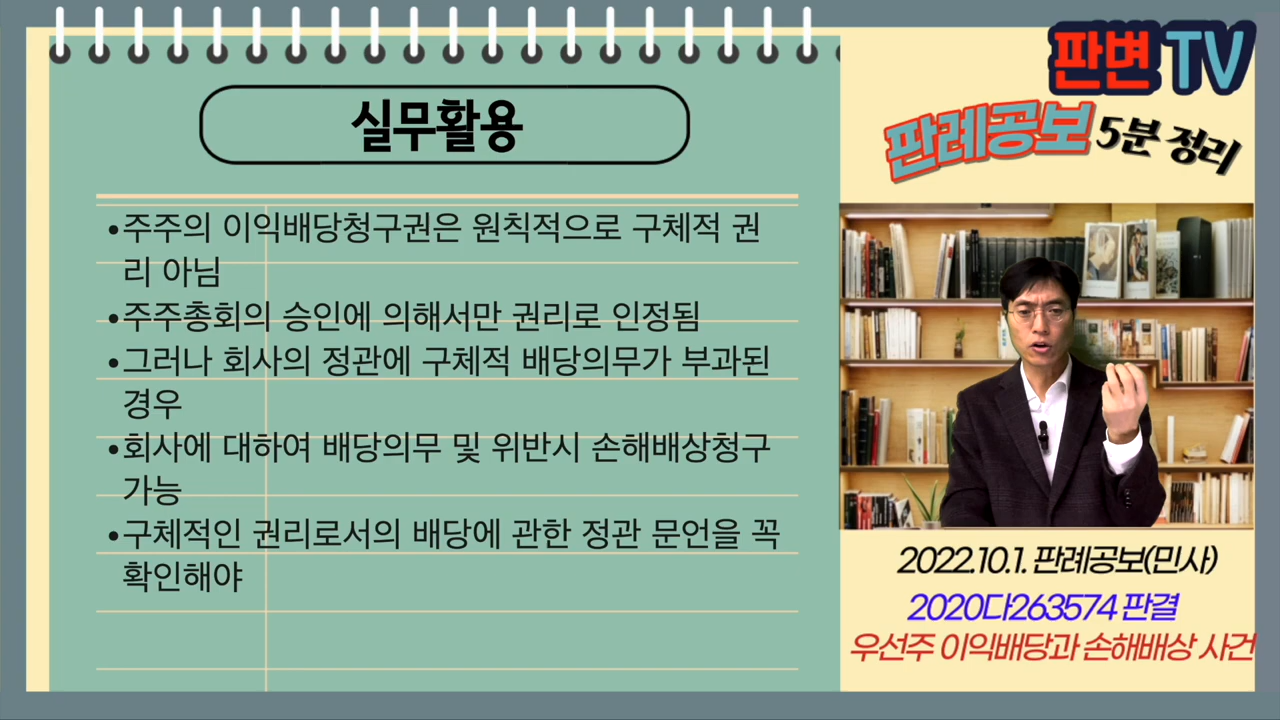 실무활용
•주주의 이익배당청구권은 원칙적으로 구체적 권
리 아님
•주주총회의 승인에 의해서만 권리로 인정됨
•그러나 회사의 정관에 구체적 배당의무가 부과된
경우
•회사에 대하여 배당의무 및 위반시 손해배상청구
가능
•구체적인 권리로서의 배당에 관한 정관 문언을 꼭
확인해야
판변 TV
판례공보 5분 정리
2022.10.1. 판례공보(민사)
2020다263574 판결
우선주 이익배당과 손해배상 사건